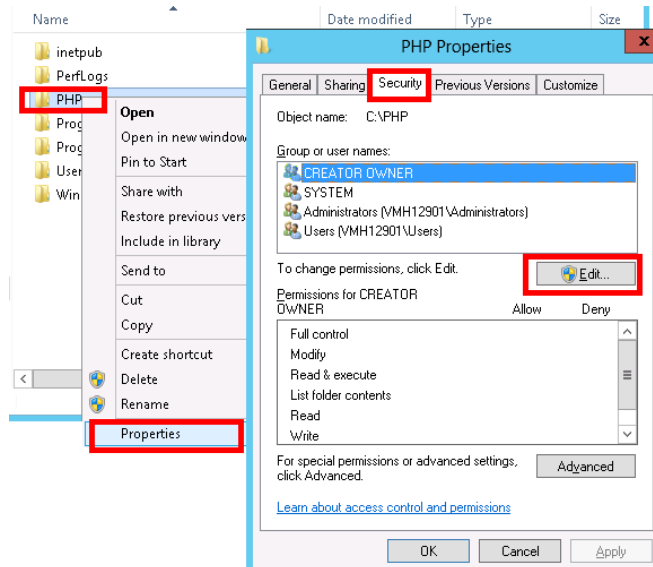 Name
Date modified
Type
Size
inetpub
PerfLogs
PHP
Prog
Prog
User
Win
Open
Open in new window
Pin to Start
Share with
Restore previous vers
Include in library
Send to
Cut
Copy
Create shortcut
Delete
Rename
Properties
PHP Properties
x
General
Sharing
Security
Previous Versions
Customize
Object name: C:\PHP
Group or user names:
CREATOR OWNER
SYSTEM
Administrators (VMH12901\Administrators)
Users (VMH12901\Users)
To change permissions, click Edit.
Edit...
Permissions for CREATOR
OWNER
Allow
Deny
Full control
Modify
Read & execute
List folder contents
Read
Write
For special permissions or advanced settings,
click Advanced.
Advanced
Learn about access control and permissions
OK
Cancel
Apply